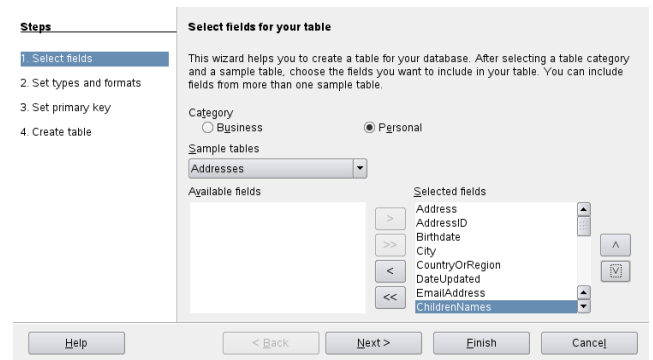 Steps
1. Select fields
2. Set types and formats
3. Set primary key
4. Create table
Select fields for your table
This wizard helps you to create a table for your database. After selecting a table category
and a sample table, choose the fields you want to include in your table. You can include
fields from more than one sample table.
Category
Business
Personal
Sample tables
Addresses
Available fields
Selected fields
>
>>
<
<<
Address
AddressID
Birthdate
City
CountryOrRegion
DateUpdated
EmailAddress
ChildrenNames
^
V
Help
< Back
Next >
Finish
Cancel